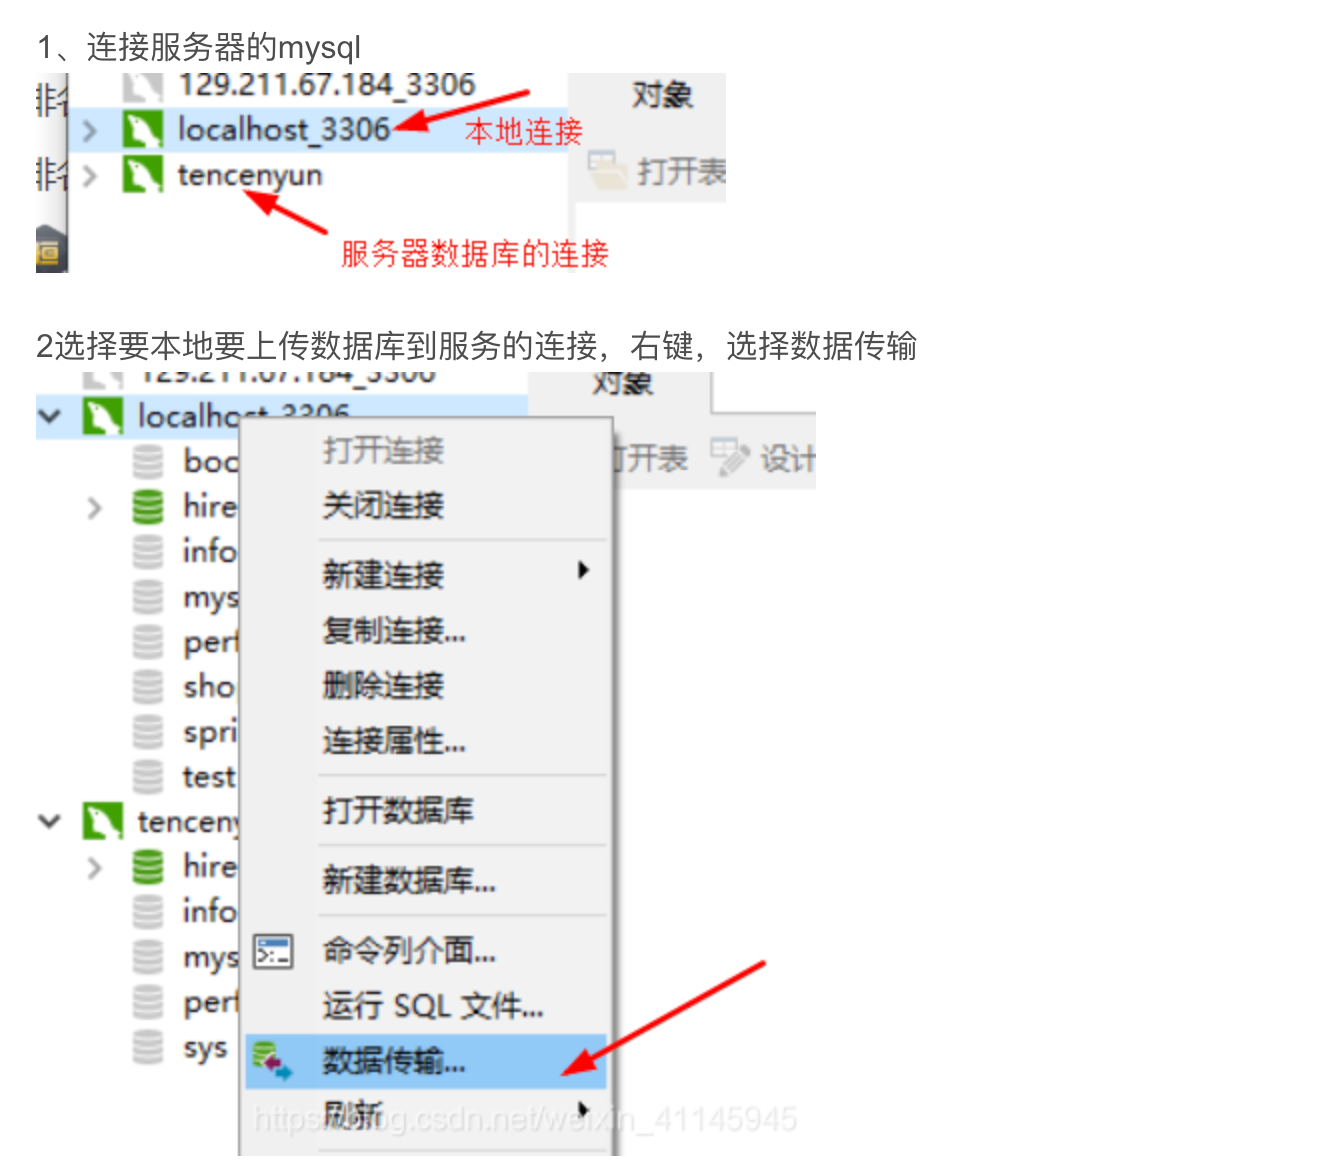 1、连接服务器的mysql
129.211.67.184_3306
对象
localhost_3306
本地连接
打开表
tencenyun
服务器数据库的连接
2选择要本地要上传数据库到服务的连接，右键，选择数据传输
129.211.67.184_3306
对象
localhost_3306
打开连接
打开表
设计
boo
关闭连接
hire
info
新建连接
mys
复制连接...
perf
sho
删除连接
spri
连接属性...
test
打开数据库
tenceny
hire
新建数据库...
info
mys
命令列介面...
perf
运行 SQL 文件...
sys
数据传输...
刷新
https://blog.csdn.net/weixin_41145945